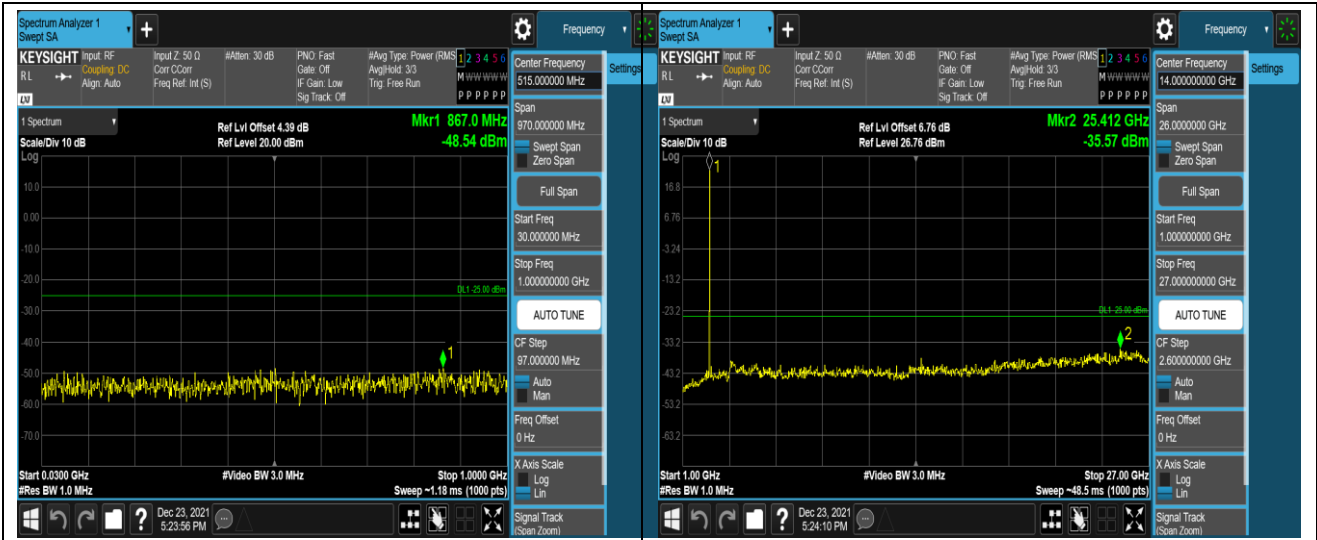 Spectrum Analyzer 1
Swept SA
Frequency
KEYSIGHT
Input: RF
Input Z: 50 Ω
#Atten: 30 dB
PNO: Fast
#Avg Type: Power (RMS
1 2 3 4 5 6
RL
Coupling: DC
Corr CCorr
Gate: Off
Avg|Hold: 3/3
M W W W W W
Align: Auto
Freq Ref: Int (S)
IF Gain: Low
Trig: Free Run
Sig Track: Off
P P P P P P
LXI
Settings
1 Spectrum
Ref Lvl Offset 4.39 dB
Mkr1 867.0 MHz
Scale/Div 10 dB
Ref Level 20.00 dBm
-48.54 dBm
Log
10.0
0.00
-10.0
-20.0
DL1 -25.00 dBm
-30.0
-40.0
1
-50.0
-60.0
-70.0
Start 0.0300 GHz
#Video BW 3.0 MHz
Stop 1.0000 GHz
#Res BW 1.0 MHz
Sweep ~1.18 ms (1000 pts)
Center Frequency
515.000000 MHz
Span
970.000000 MHz
Swept Span
Zero Span
Full Span
Start Freq
30.000000 MHz
Stop Freq
1.000000000 GHz
AUTO TUNE
CF Step
97.000000 MHz
Auto
Man
Freq Offset
0 Hz
X Axis Scale
Log
Lin
Signal Track
(Span Zoom)
?
Dec 23, 2021
5:23:56 PM
Spectrum Analyzer 1
Swept SA
Frequency
KEYSIGHT
Input: RF
Input Z: 50 Ω
#Atten: 30 dB
PNO: Fast
#Avg Type: Power (RMS
1 2 3 4 5 6
RL
Coupling: DC
Corr CCorr
Gate: Off
Avg|Hold: 3/3
M W W W W W
Align: Auto
Freq Ref: Int (S)
IF Gain: Low
Trig: Free Run
Sig Track: Off
P P P P P P
LXI
Settings
1 Spectrum
Ref Lvl Offset 6.76 dB
Mkr2 25.412 GHz
Scale/Div 10 dB
Ref Level 26.76 dBm
-35.57 dBm
Log
1
16.8
6.76
-3.24
-13.2
-23.2
DL1 -25.00 dBm
-33.2
2
-43.2
-53.2
-63.2
Start 1.00 GHz
#Video BW 3.0 MHz
Stop 27.00 GHz
#Res BW 1.0 MHz
Sweep ~48.5 ms (1000 pts)
Center Frequency
14.000000000 GHz
Span
26.0000000 GHz
Swept Span
Zero Span
Full Span
Start Freq
1.000000000 GHz
Stop Freq
27.000000000 GHz
AUTO TUNE
CF Step
2.600000000 GHz
Auto
Man
Freq Offset
0 Hz
X Axis Scale
Log
Lin
Signal Track
(Span Zoom)
?
Dec 23, 2021
5:24:10 PM